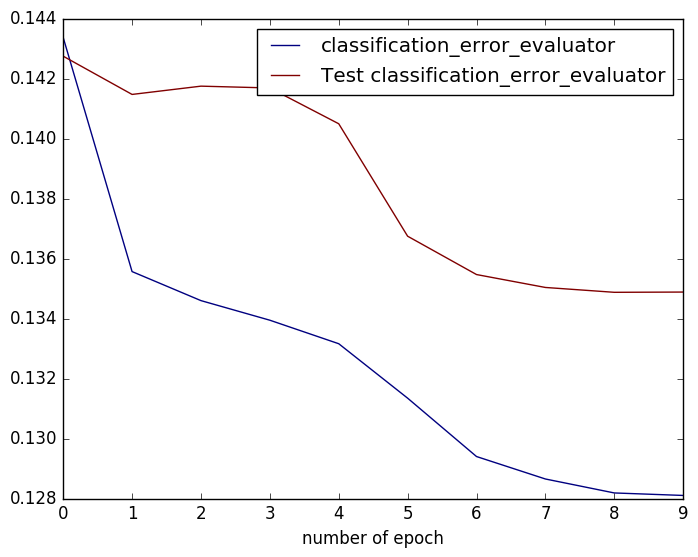 0.144
0.142
0.140
0.138
0.136
0.134
0.132
0.130
0.128
classification_error_evaluator
Test classification_error_evaluator
0 1 2 3 4 5 6 7 8 9
number of epoch